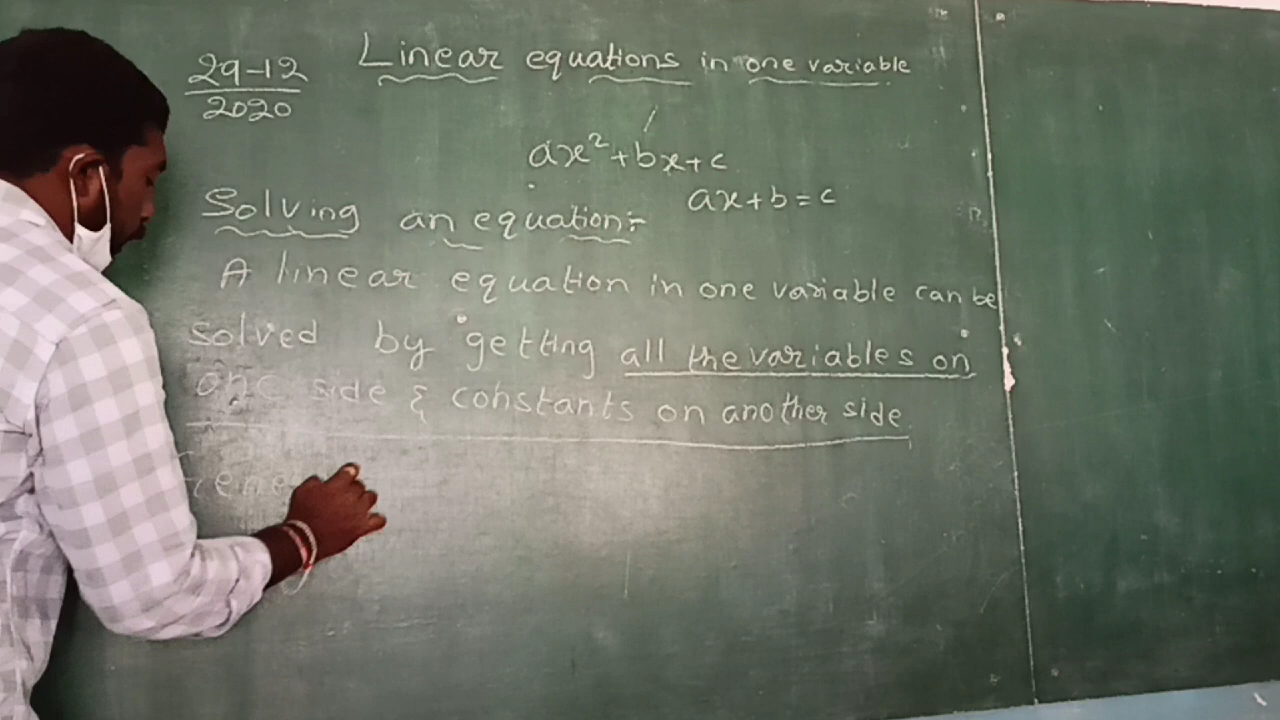 29-12
2020
Linear equations in one variable
ax²+bx+c
ax+b=c
Solving an equation:-
A linear equation in one variable can be
solved by getting all the variables on
one side & constants on another side